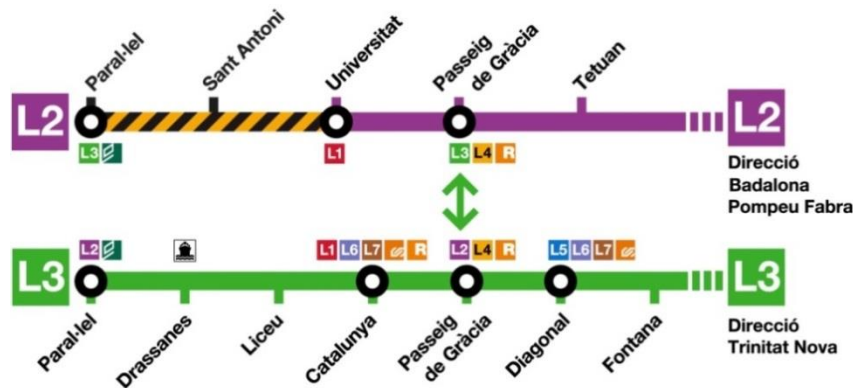 Paral·lel
Sant Antoni
Universitat
Passeig
de Gràcia
Tetuan
L2
L2
L3
L1
L3 L4 R
Direcció
Badalona
Pompeu Fabra
L2
L1 L6 L7 R
L2 L4 R
L5 L6 L7
L3
L3
Paral·lel
Drassanes
Liceu
Catalunya
Passeig
de Gràcia
Diagonal
Fontana
Direcció
Trinitat Nova